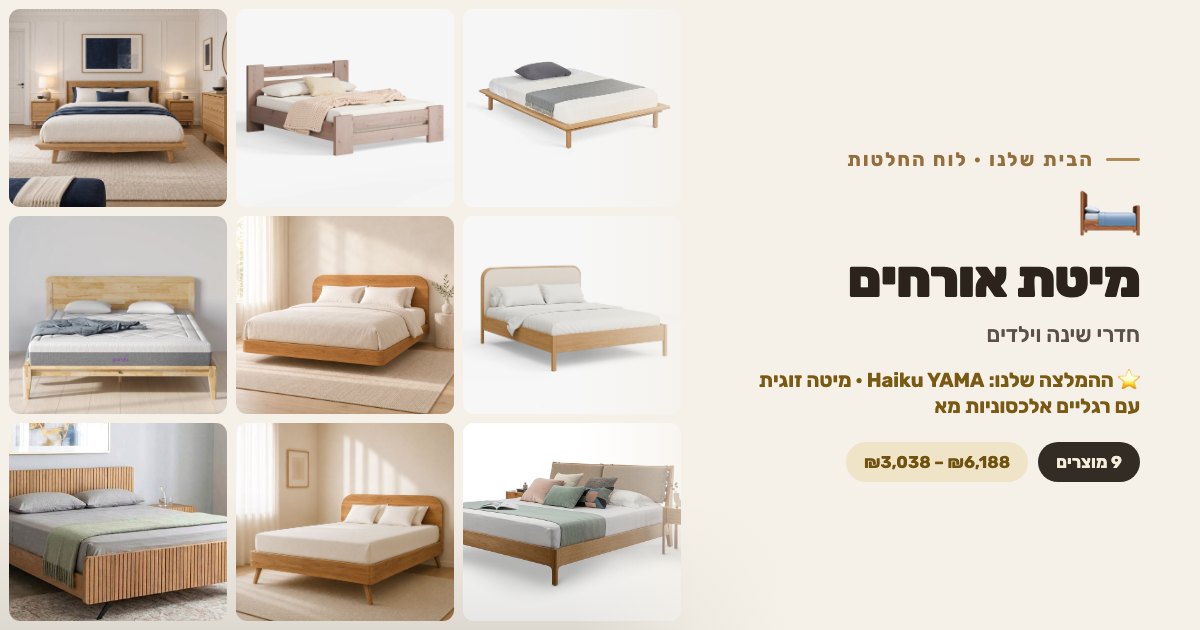 הבית שלנו • לוח החלטות
מיטת אורחים
חדרי שינה וילדים
⭐ ההמלצה שלנו: Haiku YAMA • מיטה זוגית
עם רגליים אלכסוניות מא
9 מוצרים
₪3,038 – ₪6,188